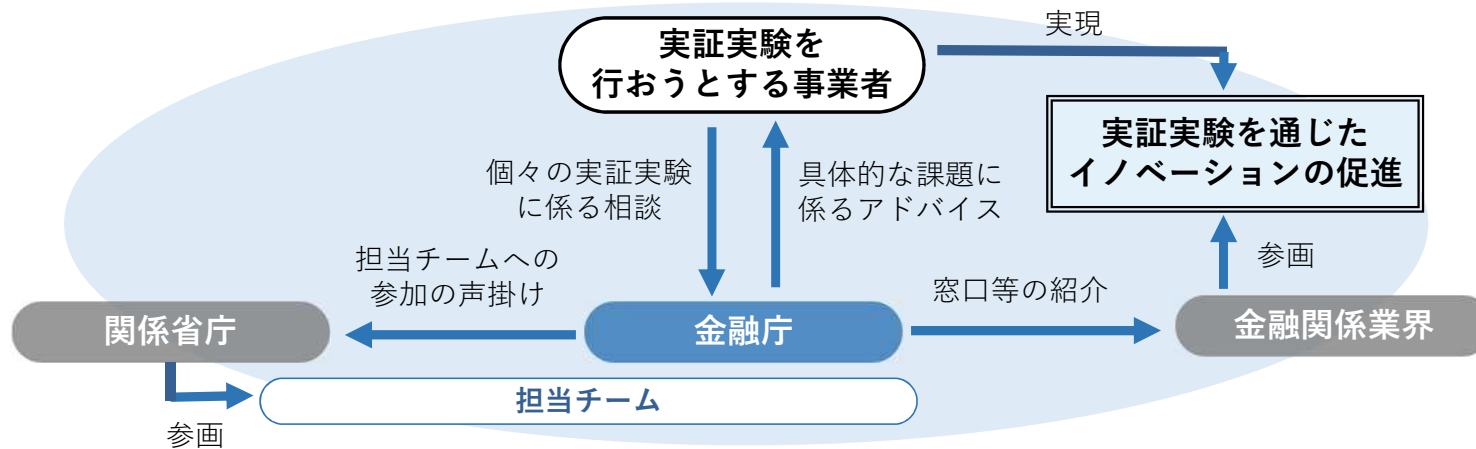 実証実験を
行おうとする事業者
実現
実証実験を通じた
イノベーションの促進
個々の実証実験
に係る相談
具体的な課題に
係るアドバイス
参画
担当チームへの
参加の声掛け
窓口等の紹介
関係省庁
金融庁
金融関係業界
担当チーム
参画